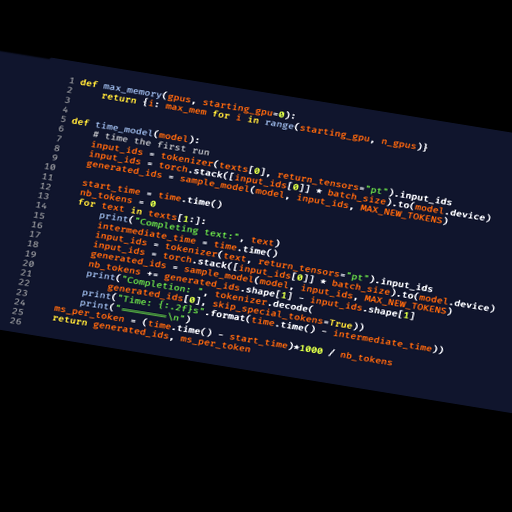 1 def max_memory(gpus, starting_gpu=0):
2     return {i: max_mem for i in range(starting_gpu, n_gpus)}
3
4
5 def time_model(model):
6     # time the first run
7     input_ids = tokenizer(texts[0], return_tensors="pt").input_ids
8     input_ids = torch.stack([input_ids[0]] * batch_size).to(model.device)
9     generated_ids = sample_model(model, input_ids, MAX_NEW_TOKENS)
10
11     start_time = time.time()
12     nb_tokens = 0
13     for text in texts[1:]:
14         print("Completing text:", text)
15         intermediate_time = time.time()
16         input_ids = tokenizer(text, return_tensors="pt").input_ids
17         input_ids = torch.stack([input_ids[0]] * batch_size).to(model.device)
18         generated_ids = sample_model(model, input_ids, MAX_NEW_TOKENS)
19         nb_tokens += generated_ids.shape[1] - input_ids.shape[1]
20         print("Completion: ", tokenizer.decode(
21             generated_ids[0], skip_special_tokens=True))
22         print("Time: {:.2f}s".format(time.time() - intermediate_time))
23         print("\n")
24     ms_per_token = (time.time() - start_time)*1000 / nb_tokens
25     return generated_ids, ms_per_token
26